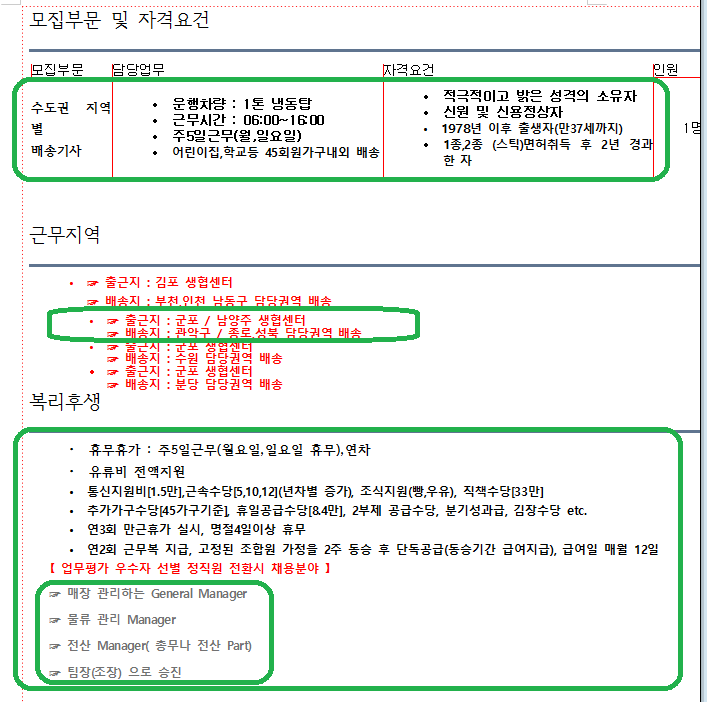 모집부문 및 자격요건
모집부문 담당업무 자격요건 인원
수도권 지역
별
배송기사
• 운행차량 : 1톤 냉동탑
• 근무시간 : 06:00~16:00
• 주5일근무(월,일요일)
• 어린이집,학교등 45회원가구내외 배송
• 적극적이고 밝은 성격의 소유자
• 신원 및 신용정상자
• 1978년 이후 출생자(만37세까지)
• 1종,2종 (스틱)면허취득 후 2년 경과
한 자
1명
근무지역
• ☞ 출근지 : 김포 생협센터
☞ 배송지 : 부천,인천 남동구 담당권역 배송
• ☞ 출근지 : 군포 / 남양주 생협센터
☞ 배송지 : 관악구 / 종로,성북 담당권역 배송
• ☞ 출근지 : 군포 생협센터
☞ 배송지 : 수원 담당권역 배송
• ☞ 출근지 : 군포 생협센터
☞ 배송지 : 분당 담당권역 배송
복리후생
• 휴무휴가 : 주5일근무(월요일,일요일 휴무),연차
• 유류비 전액지원
• 통신지원비[1.5만],근속수당[5,10,12](년차별 증가), 조식지원(빵,우유), 직책수당[33만]
• 추가가구수당[45가구기준], 휴일공급수당[8.4만], 2부제 공급수당, 분기성과급, 김장수당 etc.
• 연3회 만근휴가 실시, 명절4일이상 휴무
• 연2회 근무복 지급, 고정된 조합원 가정을 2주 동승 후 단독공급(동승기간 급여지급), 급여일 매월 12일
【 업무평가 우수자 선별 정직원 전환시 채용분야 】
☞ 매장 관리하는 General Manager
☞ 물류 관리 Manager
☞ 전산 Manager( 총무나 전산 Part)
☞ 팀장(조장) 으로 승진